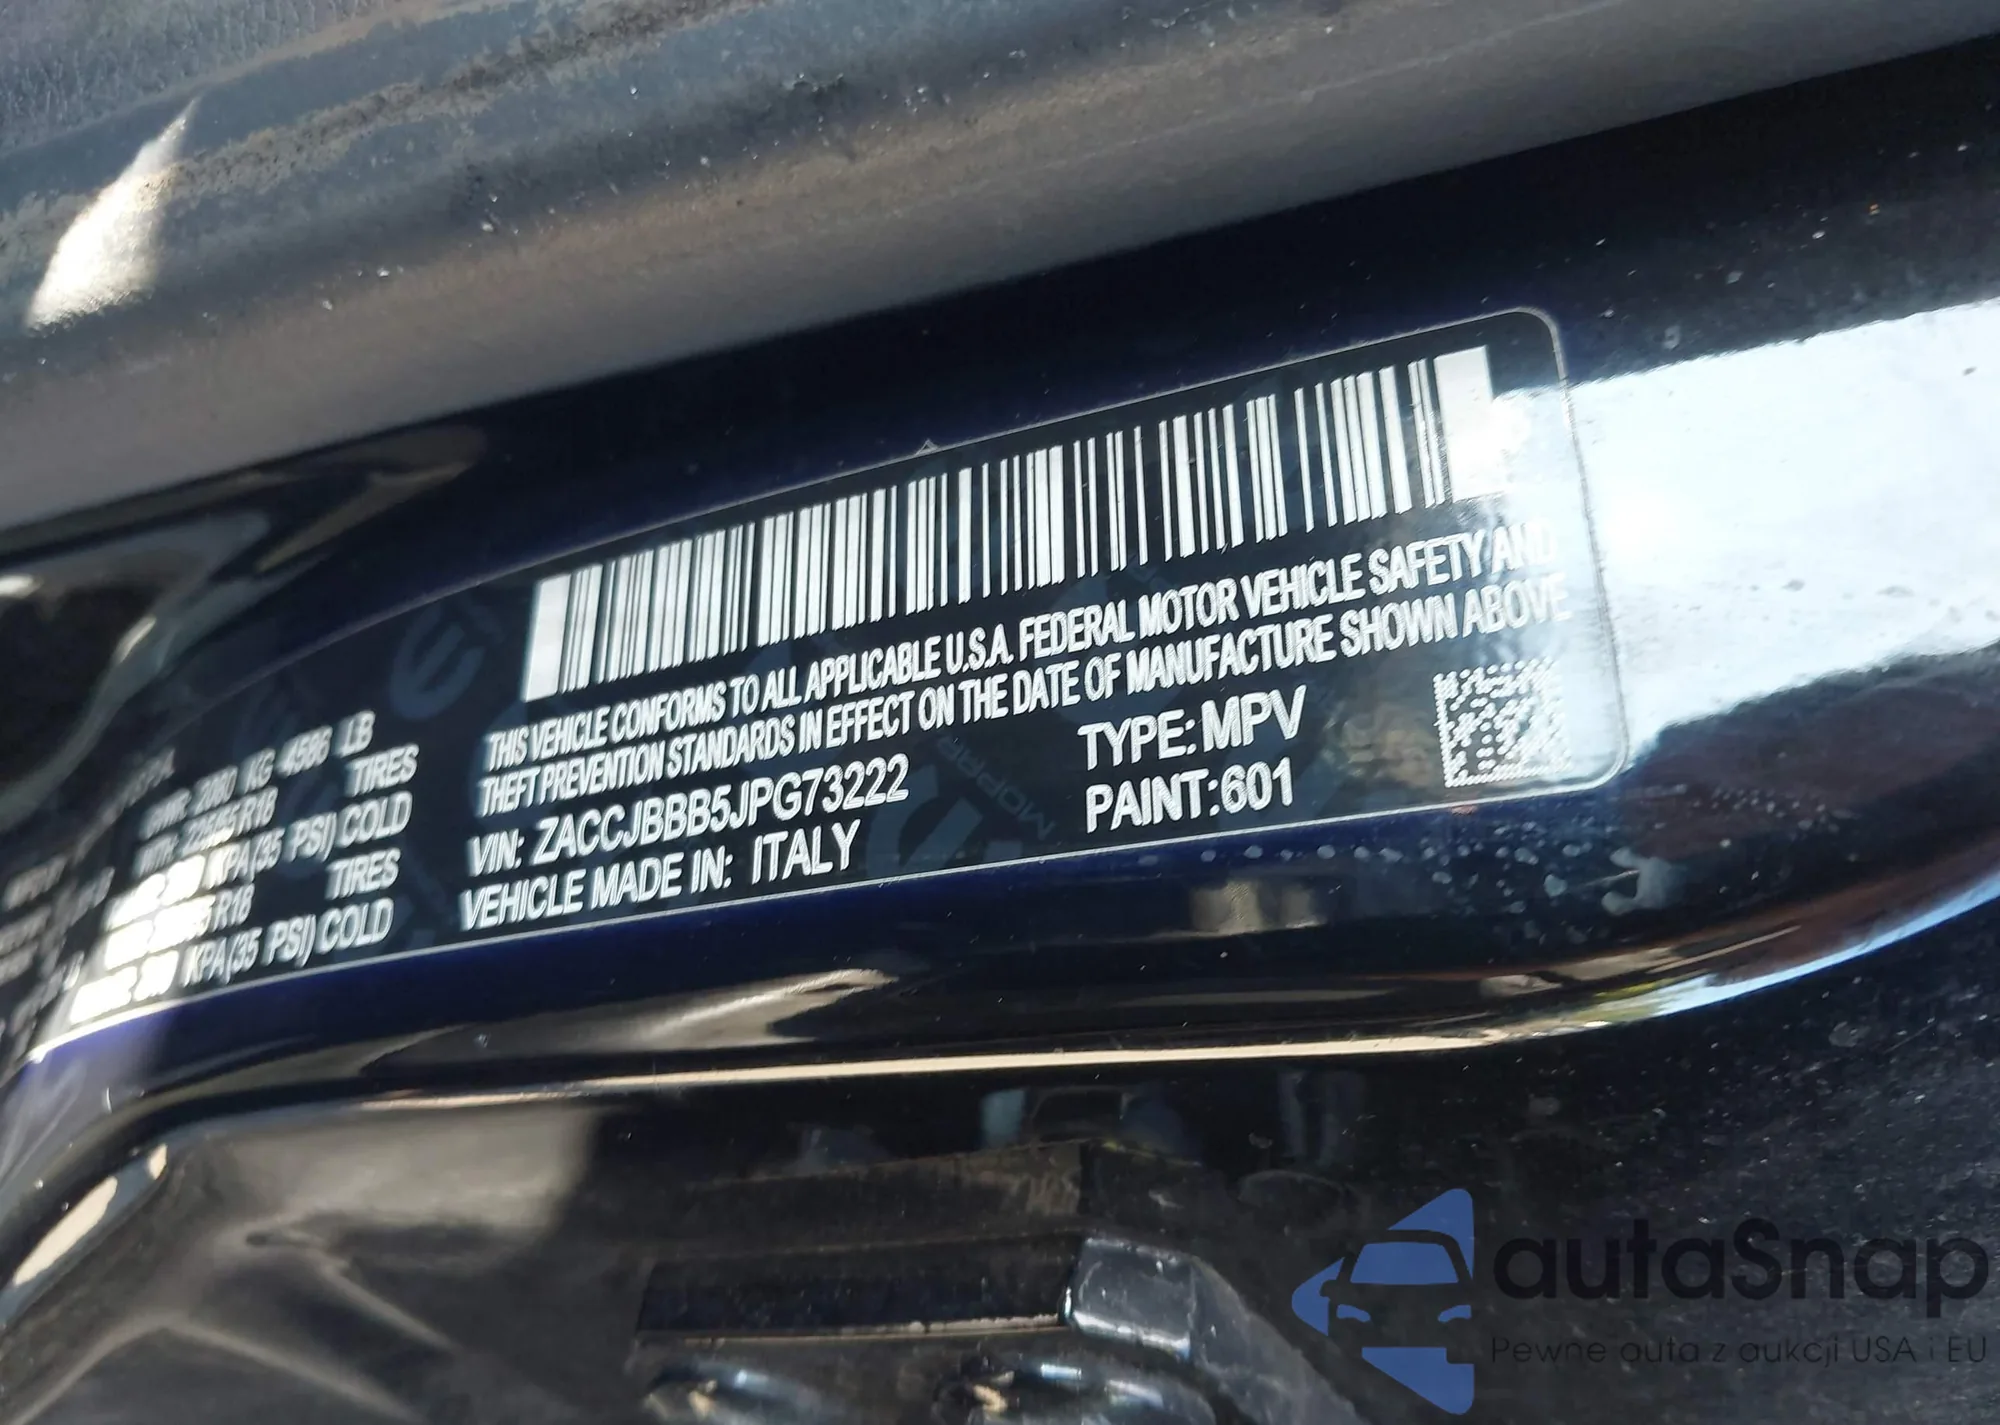 THIS VEHICLE CONFORMS TO ALL APPLICABLE U.S.A. FEDERAL MOTOR VEHICLE SAFETY AND
THEFT PREVENTION STANDARDS IN EFFECT ON THE DATE OF MANUFACTURE SHOWN ABOVE
VIN: ZACCJBBB5JPG73222
TYPE: MPV
VEHICLE MADE IN: ITALY
PAINT: 601
KG 4586 LB
R18 TIRES
KPA(35 PSI) COLD
R18 TIRES
KPA(35 PSI) COLD
MOPAR
autaSnap
Pewne auta z aukcji USA i EU